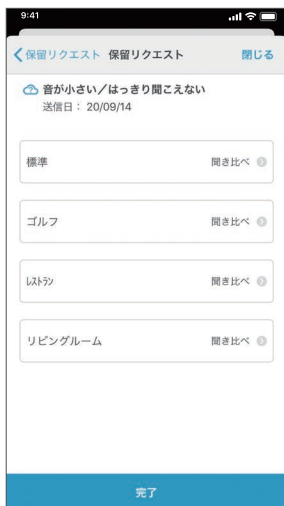 9:41
保留リクエスト 保留リクエスト 閉じる
音が小さい/はっきり聞こえない
送信日: 20/09/14
標準 聞き比べ
ゴルフ 聞き比べ
ﾚｽﾄﾗﾝ 聞き比べ
リビングルーム 聞き比べ
完了